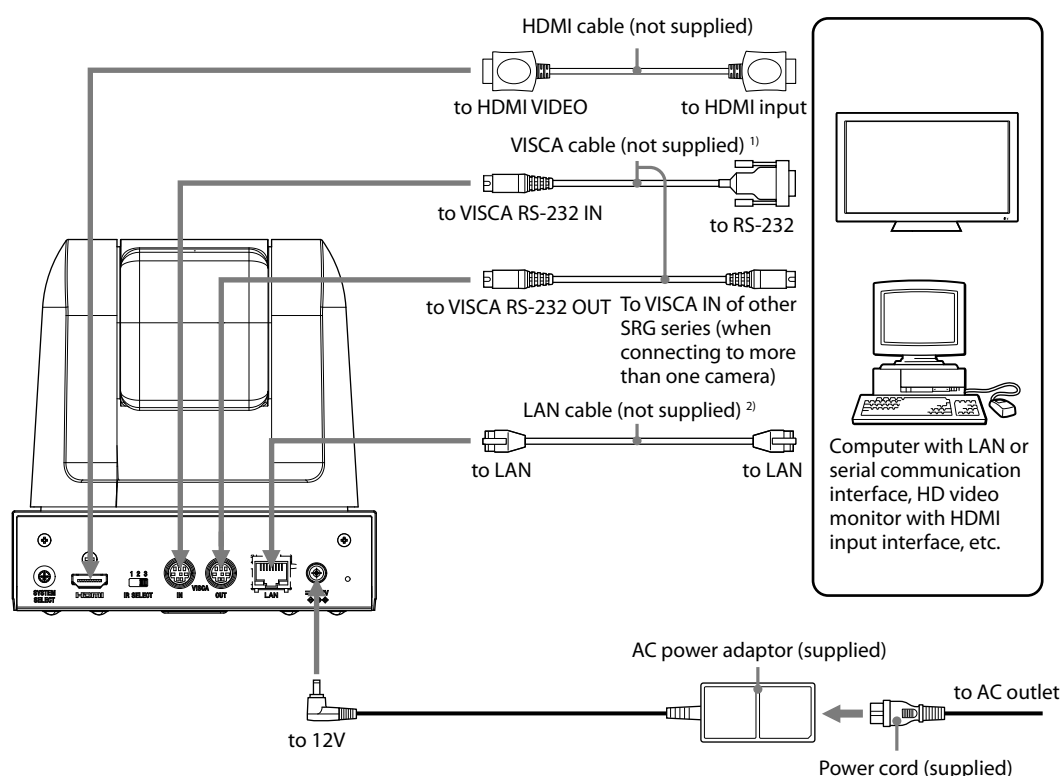 HDMI cable (not supplied)
to HDMI VIDEO
to HDMI input
VISCA cable (not supplied) 1)
to VISCA RS-232 IN
to RS-232
to VISCA RS-232 OUT
To VISCA IN of other
SRG series (when
connecting to more
than one camera)
LAN cable (not supplied) 2)
to LAN
to LAN
Computer with LAN or
serial communication
interface, HD video
monitor with HDMI
input interface, etc.
SYSTEM
SELECT
HDMI
1 2 3
IR SELECT
IN
VISCA
OUT
LAN
AC power adaptor (supplied)
to AC outlet
to 12V
Power cord (supplied)